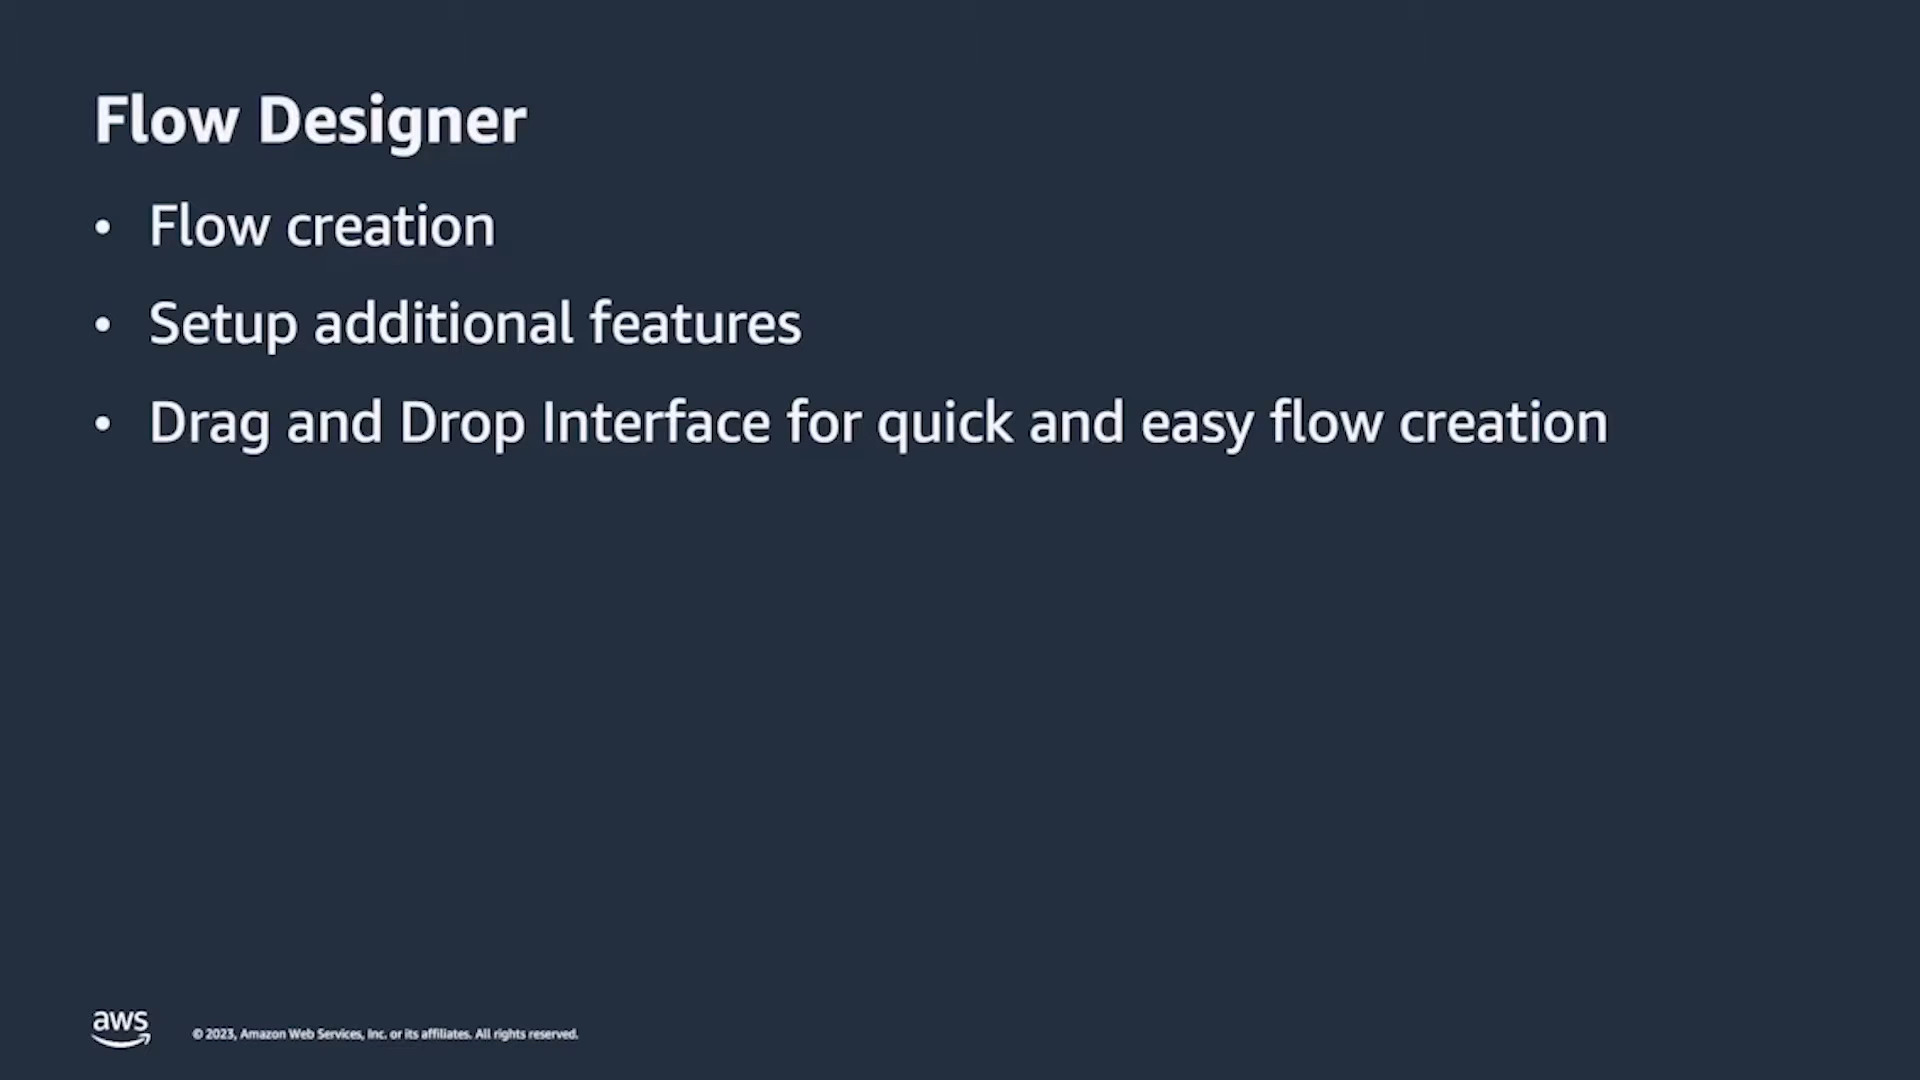 Flow Designer
• Flow creation
• Setup additional features
• Drag and Drop Interface for quick and easy flow creation
aws
© 2023, Amazon Web Services, Inc. or its affiliates. All rights reserved.